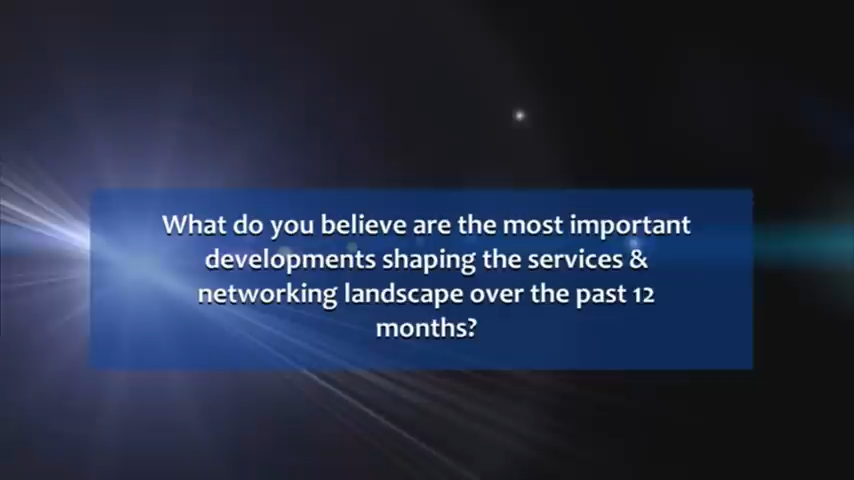 What do you believe are the most important
developments shaping the services &
networking landscape over the past 12
months?